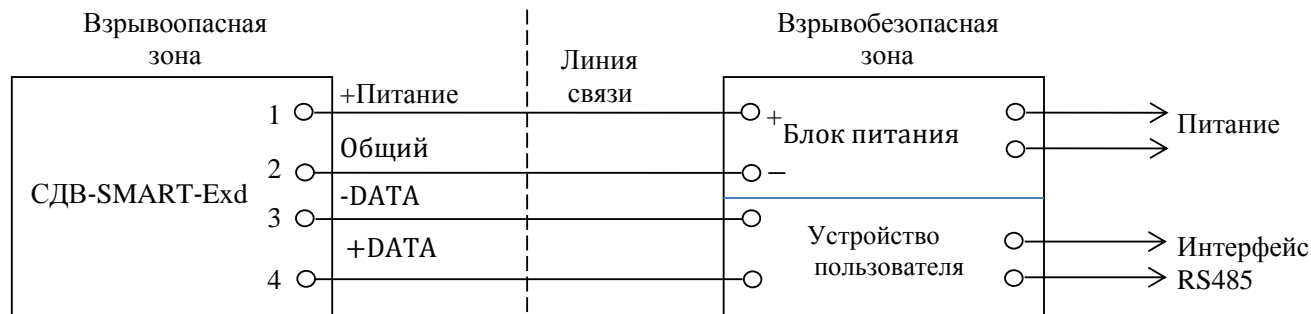 Взрывоопасная
зона
Взрывобезопасная
зона
Линия
связи
+Питание
1
+
Блок питания
Питание
Общий
2
−
СДВ-SMART-Exd
-DATA
3
+DATA
4
Устройство
пользователя
Интерфейс
RS485